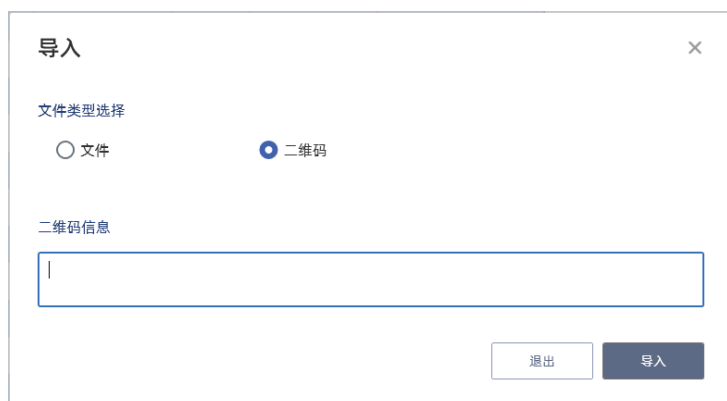 导入
文件类型选择
文件
二维码
二维码信息
退出
导入